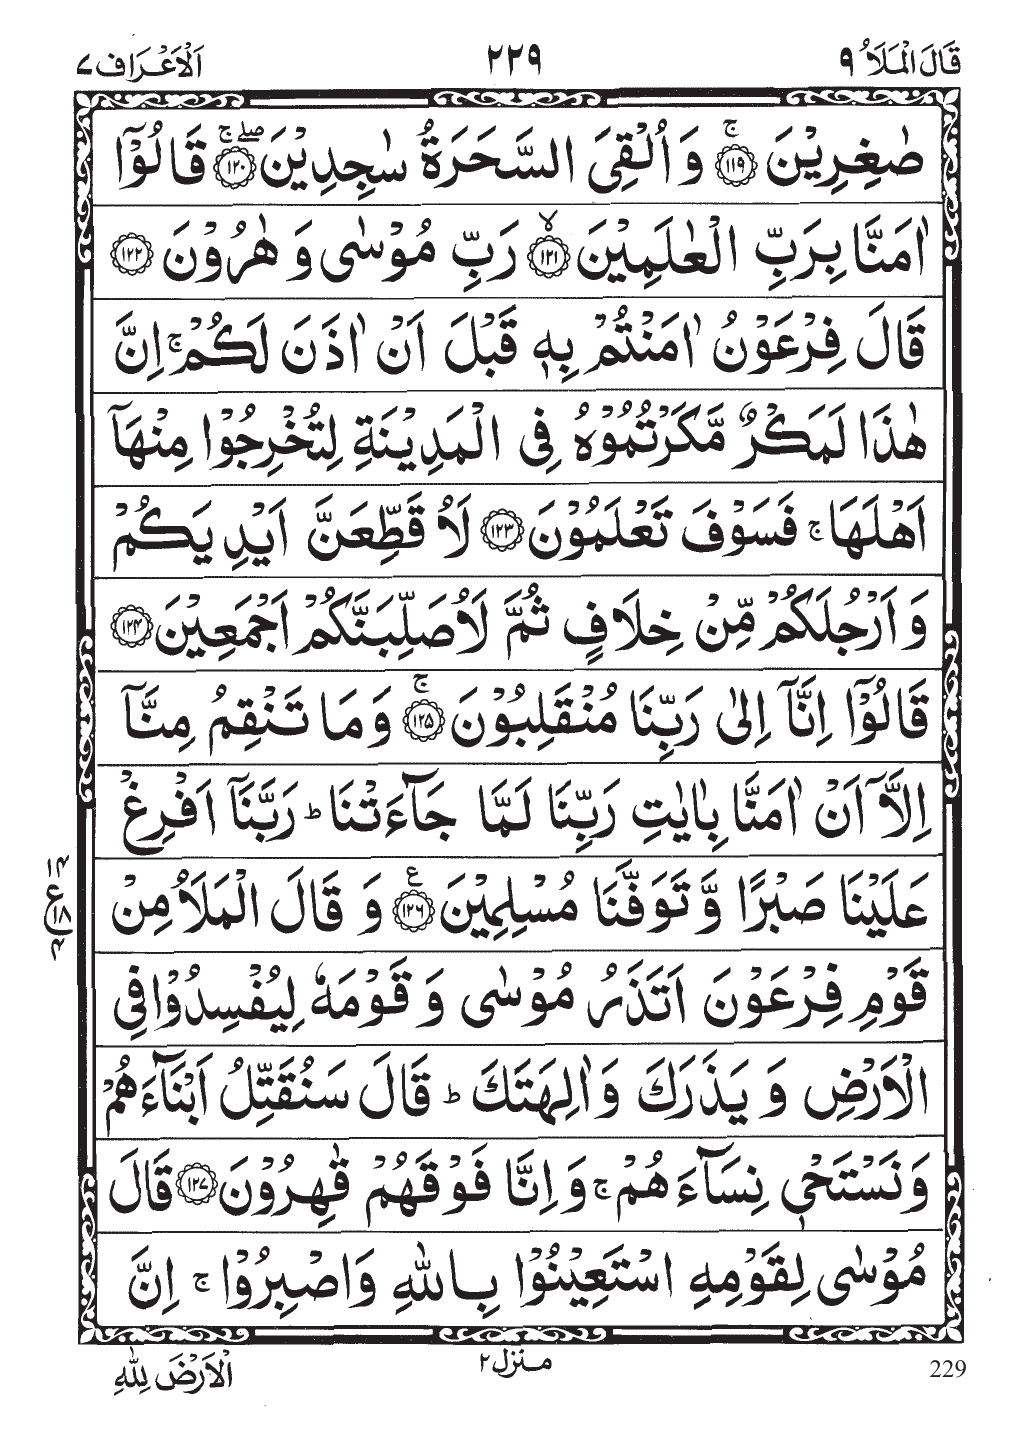 قَالَ الْمَلَاُ ٩ ٢٢٩ اَلْاَعْرَاف ٧
صٰغِرِيْنَ ۚ‏﴿١١٩﴾ وَ اُلْقِیَ السَّحَرَةُ سٰجِدِيْنَ ۖۚ‏﴿١٢٠﴾ قَالُوْۤا
اٰمَنَّا بِرَبِّ الْعٰلَمِيْنَ ۙ‏﴿١٢١﴾ رَبِّ مُوْسٰی وَ هٰرُوْنَ ﴿١٢٢﴾
قَالَ فِرْعَوْنُ اٰمَنْتُمْ بِهٖ قَبْلَ اَنْ اٰذَنَ لَكُمْ ۚ اِنَّ
هٰذَا لَمَكْرٌ مَّكَرْتُمُوْهُ فِی الْمَدِيْنَةِ لِتُخْرِجُوْا مِنْهَاۤ
اَهْلَهَا ۚ فَسَوْفَ تَعْلَمُوْنَ ﴿١٢٣﴾ لَاُ قَطِّعَنَّ اَيْدِ يَكُمْ
وَ اَرْجُلَكُمْ مِّنْ خِلَافٍ ثُمَّ لَاُصَلِّبَنَّكُمْ اَجْمَعِيْنَ ﴿١٢٤﴾
قَالُوْۤا اِنَّاۤ اِلٰی رَبِّنَا مُنْقَلِبُوْنَ ۚ‏﴿١٢٥﴾ وَ مَا تَنْقِمُ مِنَّاۤ
اِلَّاۤ اَنْ اٰمَنَّا بِاٰيٰتِ رَبِّنَا لَمَّا جَآءَتْنَا ؕ رَبَّنَاۤ اَفْرِغْ
عَلَيْنَا صَبْرًا وَّ تَوَفَّنَا مُسْلِمِيْنَ ﴿١٢٦﴾ ع وَ قَالَ الْمَلَاُ مِنْ
١٤
ع
١٨
٤
قَوْمِ فِرْعَوْنَ اَتَذَرُ مُوْسٰی وَ قَوْمَهٗ لِيُفْسِدُوْا فِی
الْاَرْضِ وَ يَذَرَكَ وَ اٰلِهَتَكَ ؕ قَالَ سَنُقَتِّلُ اَبْنَآءَهُمْ
وَ نَسْتَحْیٖ نِسَآءَ هُمْ ۚ وَ اِنَّا فَوْقَهُمْ قٰهِرُوْنَ ﴿١٢٧﴾ قَالَ
مُوْسٰی لِقَوْمِهِ اسْتَعِيْنُوْا بِاللّٰهِ وَاصْبِرُوْا ۚ اِنَّ
الْاَرْضَ لِلّٰهِ منزل ٢ 229